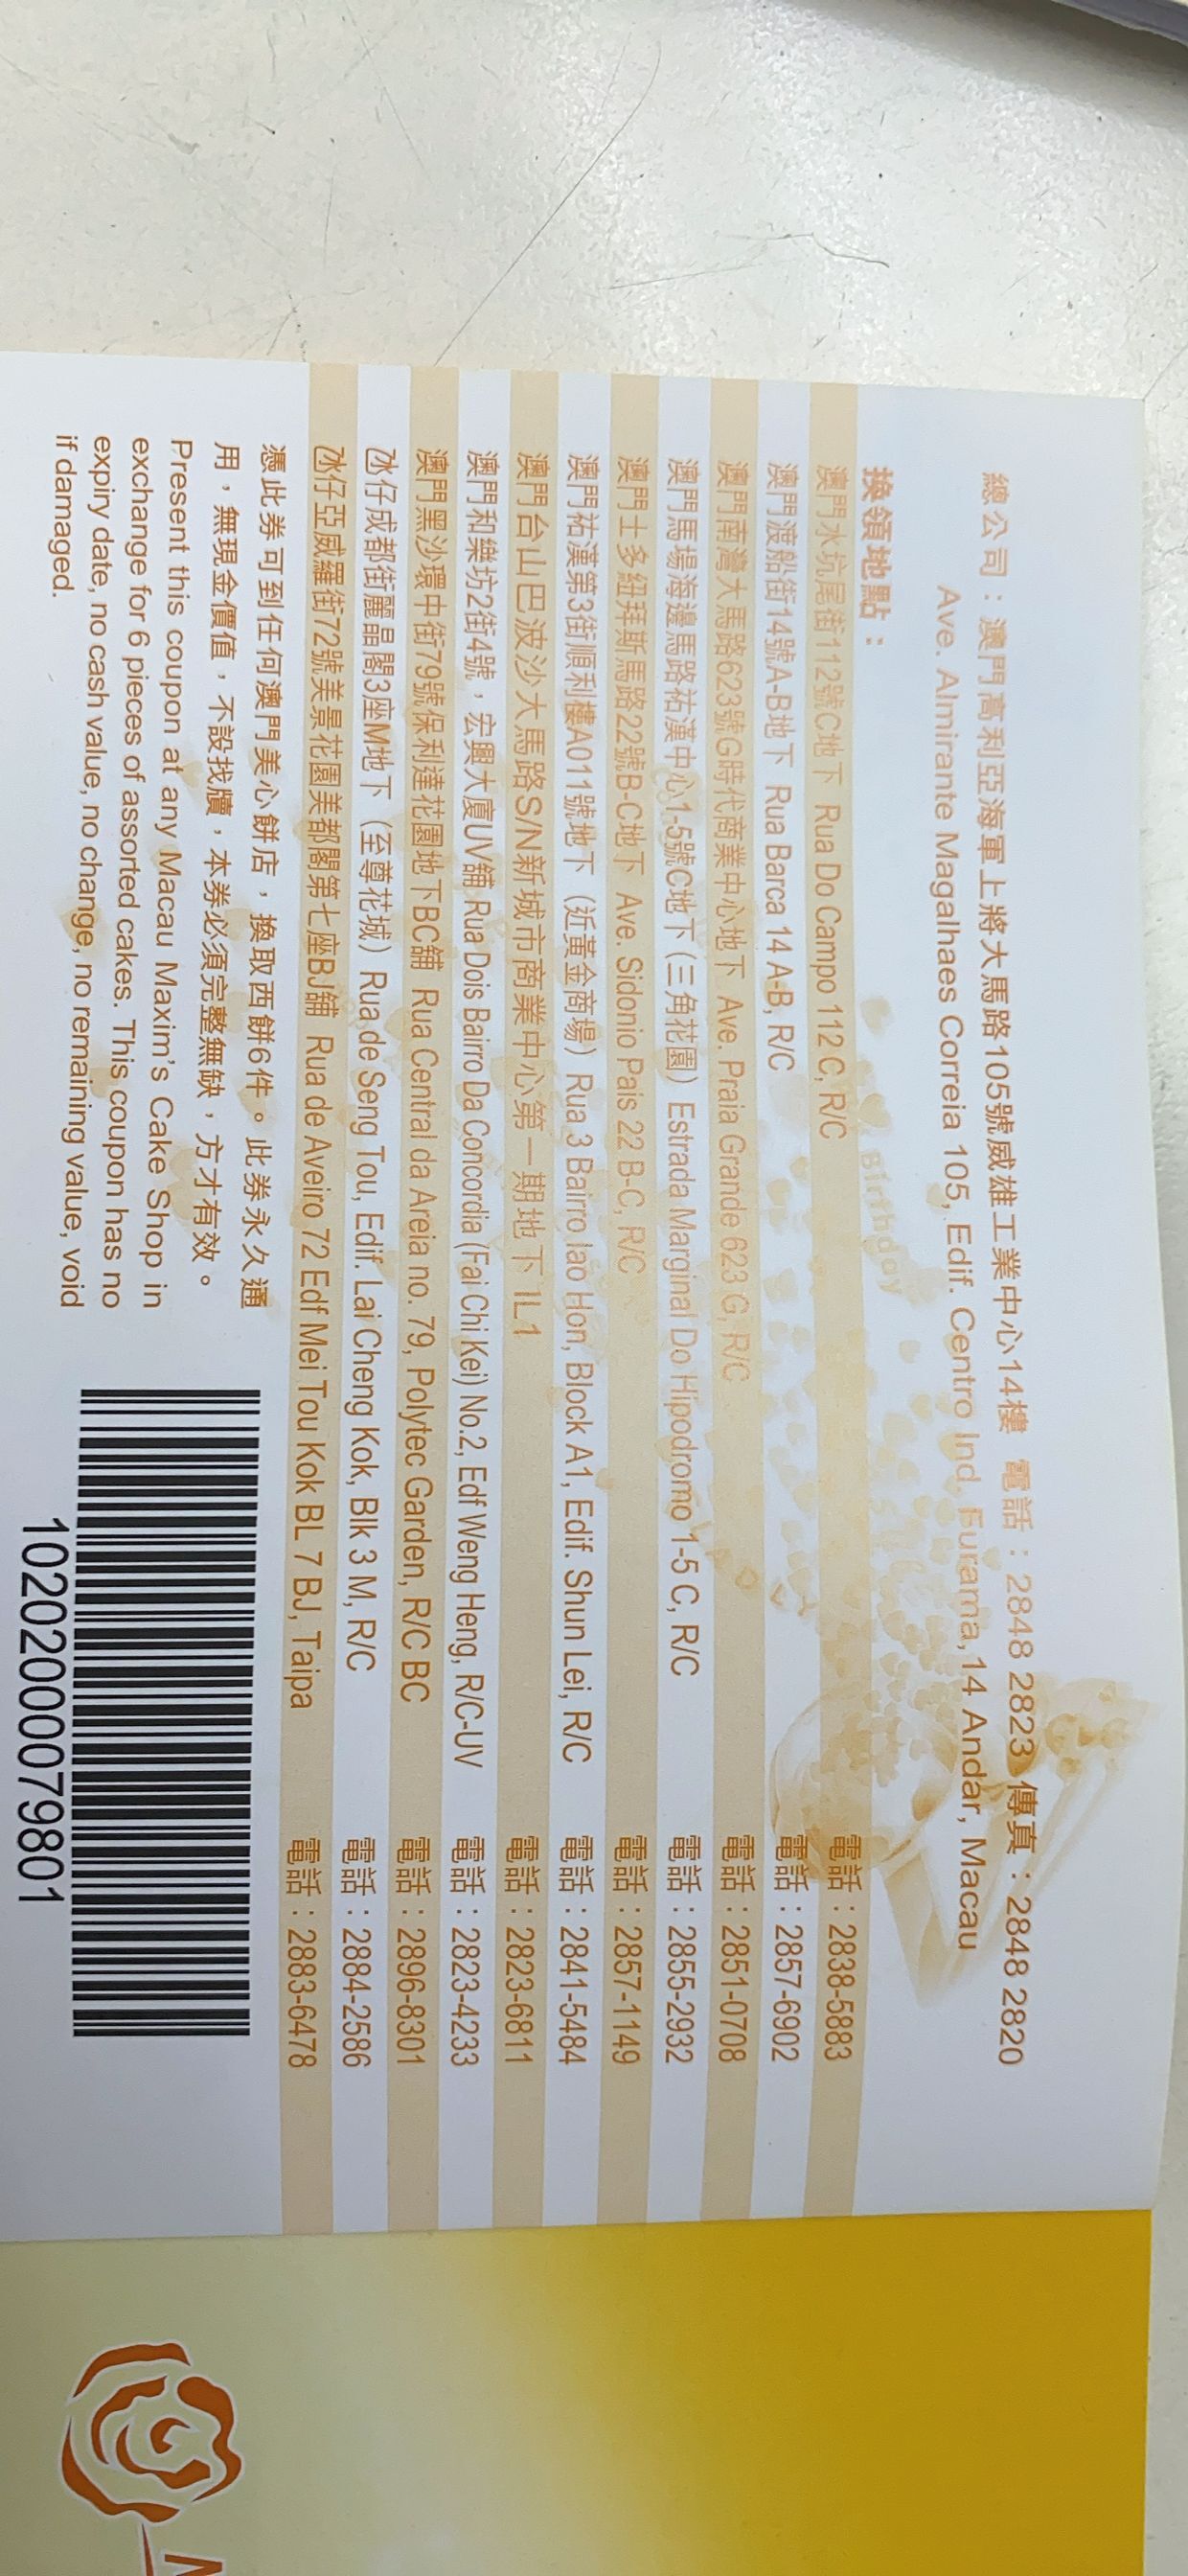 總公司：澳門高利亞海軍上將大馬路105號威雄工業中心14樓 電話：2848 2823 傳真：2848 2820
Ave. Almirante Magalhaes Correia 105, Edif. Centro Ind. Furama, 14 Andar, Macau
換領地點：
Birthday
澳門水坑尾街112號C地下 Rua Do Campo 112 C, R/C 電話：2838-5883
澳門渡船街14號A-B地下 Rua Barca 14 A-B, R/C 電話：2857-6902
澳門南灣大馬路623號G時代商業中心地下 Ave. Praia Grande 623 G, R/C 電話：2851-0708
澳門馬場海邊馬路祐漢中心1-5號C地下（三角花園）Estrada Marginal Do Hipodromo 1-5 C, R/C 電話：2855-2932
澳門士多紐拜斯馬路22號B-C地下 Ave. Sidonio Pais 22 B-C, R/C 電話：2857-1149
澳門祐漢第3街順利樓A011號地下（近黃金商場）Rua 3 Bairro Iao Hon, Block A1, Edif. Shun Lei, R/C 電話：2841-5484
澳門台山巴波沙大馬路S/N新城市商業中心第一期地下 1L1 電話：2823-6811
澳門和樂坊2街4號，宏興大廈UV舖 Rua Dois Bairro Da Concordia (Fai Chi Kei) No.2, Edf Weng Heng, R/C-UV 電話：2823-4233
澳門黑沙環中街79號保利達花園地下BC舖 Rua Central da Areia no. 79, Polytec Garden, R/C BC 電話：2896-8301
氹仔成都街麗晶閣3座M地下（至尊花城）Rua de Seng Tou, Edif. Lai Cheng Kok, Blk 3 M, R/C 電話：2884-2586
氹仔亞威羅街72號美景花園美都閣第七座BJ舖 Rua de Aveiro 72 Edf Mei Tou Kok BL 7 BJ, Taipa 電話：2883-6478
憑此券可到任何澳門美心餅店，換取西餅6件。此券永久通
用，無現金價值，不設找贖，本券必須完整無缺，方才有效。
Present this coupon at any Macau Maxim's Cake Shop in
exchange for 6 pieces of assorted cakes. This coupon has no
expiry date, no cash value, no change, no remaining value, void
if damaged.
1020200079801